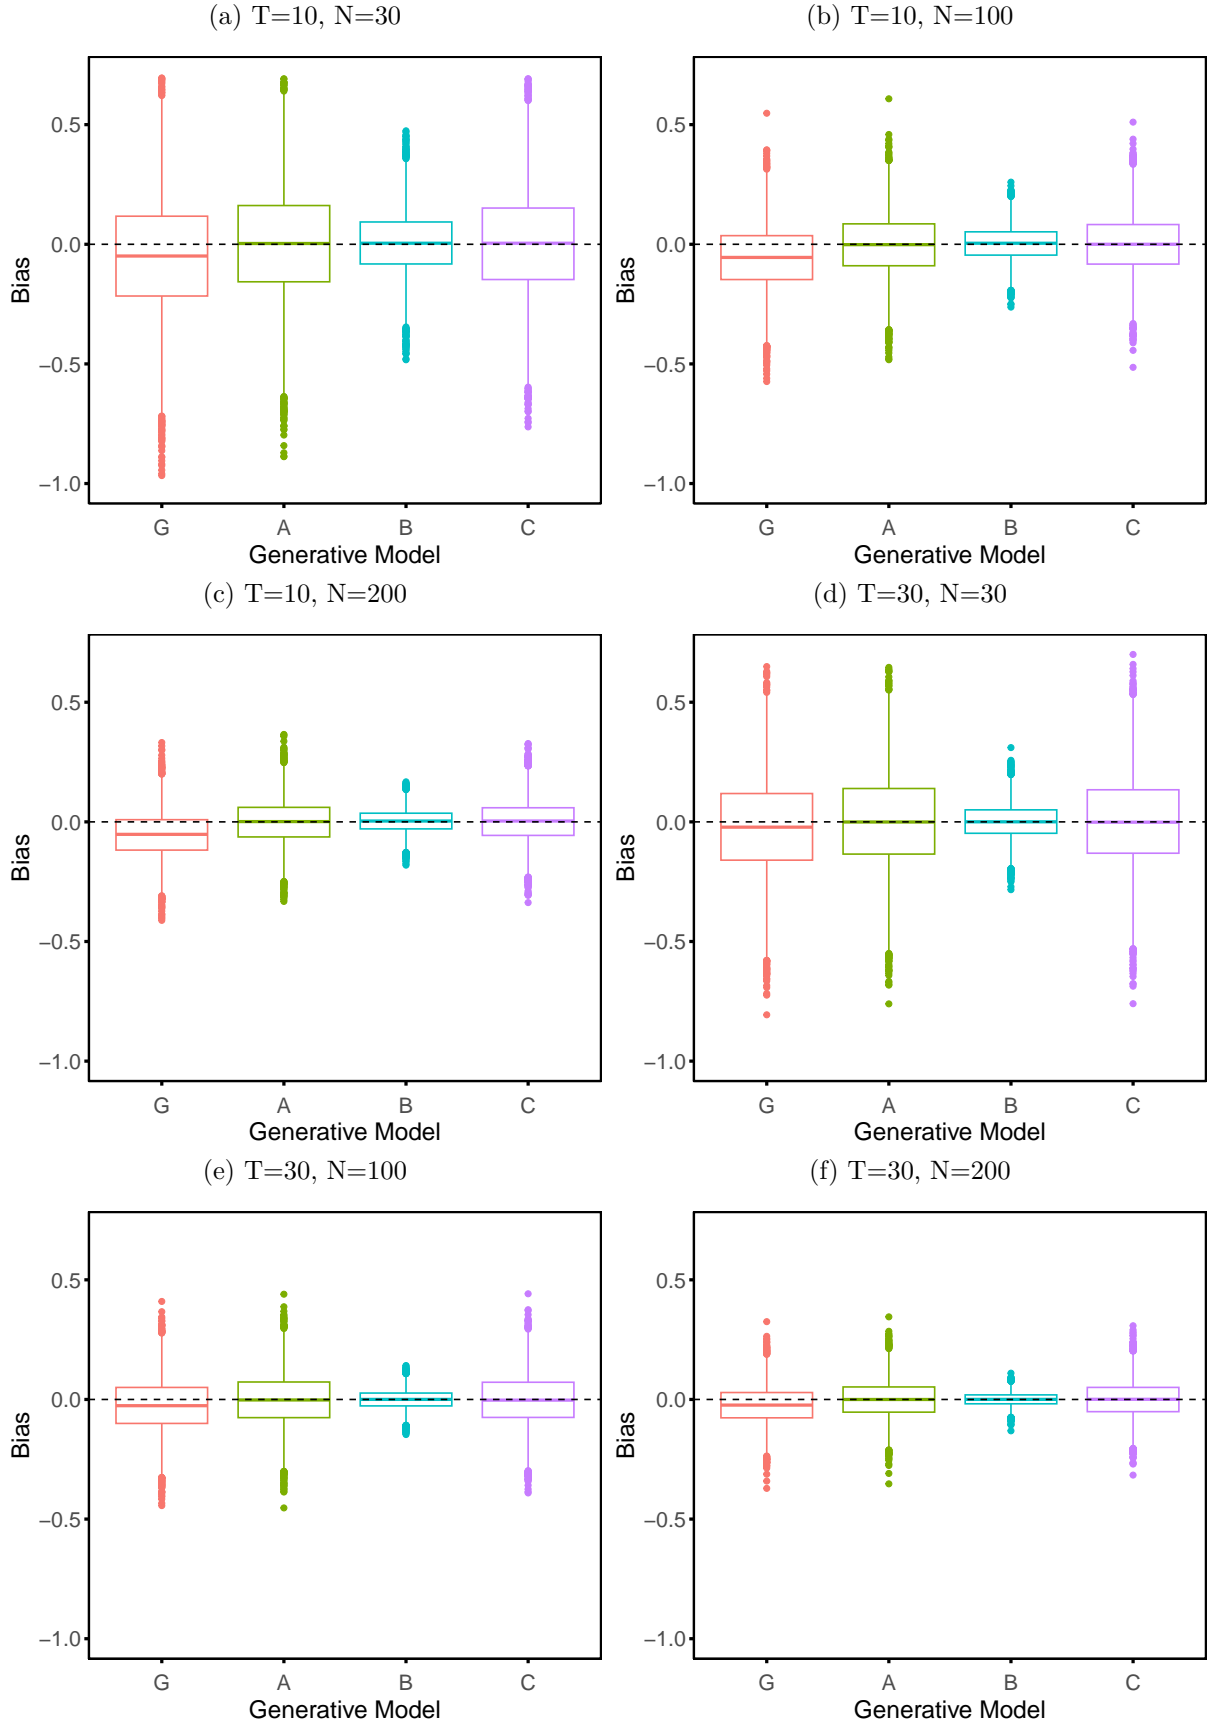 (a) T=10, N=30
Bias
0.5
0.0
−0.5
−1.0
G A B C
Generative Model
(b) T=10, N=100
Bias
0.5
0.0
−0.5
−1.0
G A B C
Generative Model
(c) T=10, N=200
Bias
0.5
0.0
−0.5
−1.0
G A B C
Generative Model
(d) T=30, N=30
Bias
0.5
0.0
−0.5
−1.0
G A B C
Generative Model
(e) T=30, N=100
Bias
0.5
0.0
−0.5
−1.0
G A B C
Generative Model
(f) T=30, N=200
Bias
0.5
0.0
−0.5
−1.0
G A B C
Generative Model